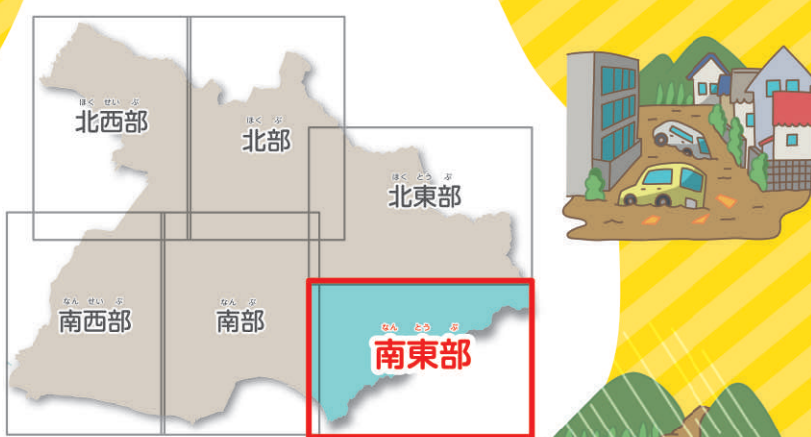 ほく せい ぶ
北西部
ほく ぶ
北部
ほく とう ぶ
北東部
なん せい ぶ
南西部
なん ぶ
南部
なん とう ぶ
南東部